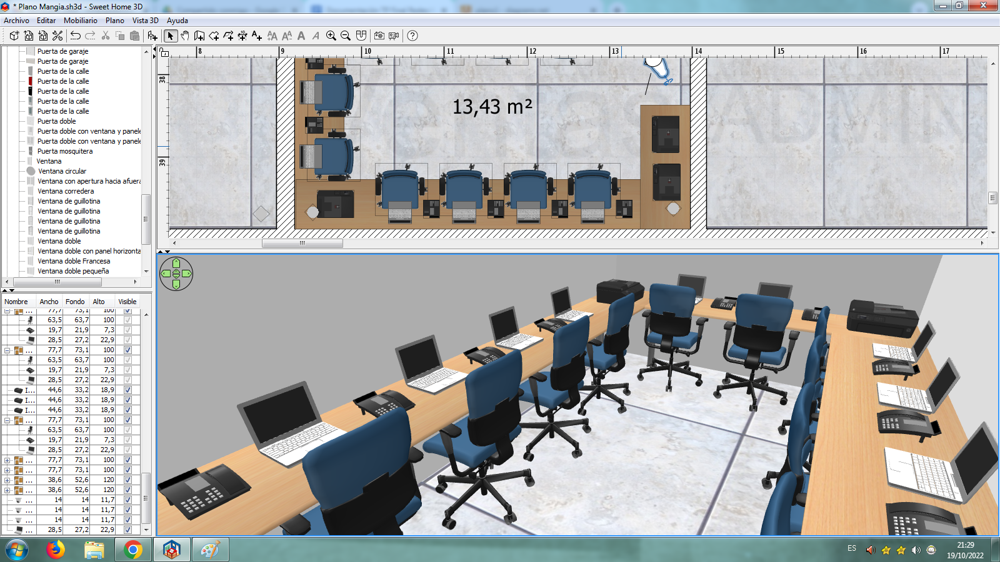 * Plano Mangia.sh3d - Sweet Home 3D
Archivo Editar Mobiliario Plano Vista 3D Ayuda
Puerta de garaje
Puerta de garaje
Puerta de la calle
Puerta de la calle
Puerta de la calle
Puerta de la calle
Puerta de la calle
Puerta doble
Puerta doble con ventana y panele
Puerta doble con ventana y panele
Puerta mosquitera
Ventana
Ventana circular
Ventana con apertura hacia afuera
Ventana corredera
Ventana de guillotina
Ventana de guillotina
Ventana de guillotina
Ventana de guillotina
Ventana doble
Ventana doble con panel horizonta
Ventana doble Francesa
Ventana doble pequeña
8 9 10 11 12 13 14 15 16 17
38
39
13,43 m²
Nombre Ancho Fondo Alto Visible
... 77,7 73,1 100
63,5 63,7 100
19,7 21,9 7,3
28,5 27,2 22,9
... 77,7 73,1 100
63,5 63,7 100
19,7 21,9 7,3
28,5 27,2 22,9
I... 44,6 33,2 18,9
I... 44,6 33,2 18,9
I... 44,6 33,2 18,9
... 77,7 73,1 100
63,5 63,7 100
19,7 21,9 7,3
28,5 27,2 22,9
... 77,7 73,1 100
... 77,7 73,1 100
... 38,6 52,6 120
... 38,6 52,6 120
... 14 14 11,7
... 14 14 11,7
... 14 14 11,7
... 28,5 27,2 22,9
ES
21:29
19/10/2022